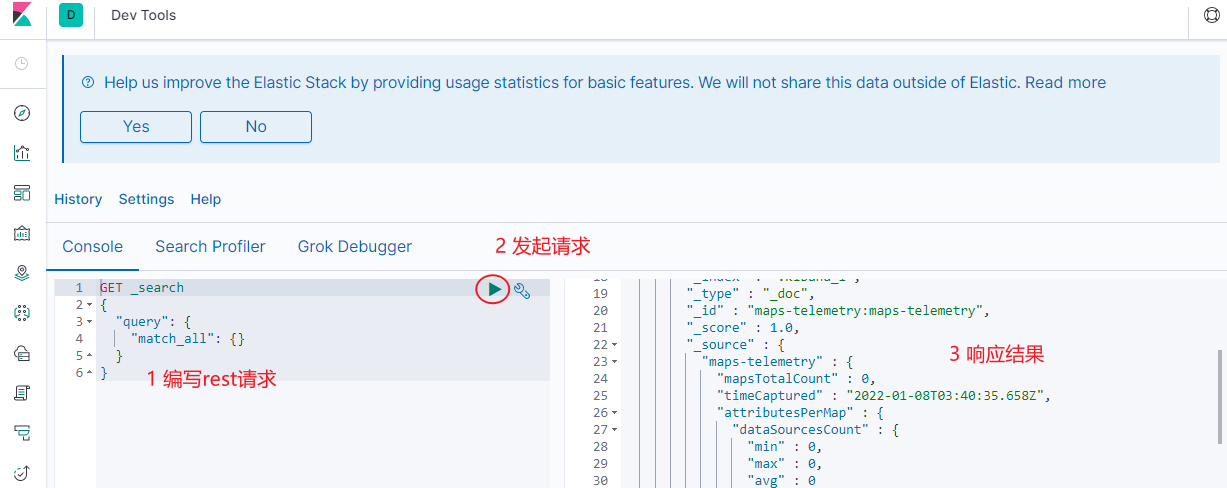 D Dev Tools
Help us improve the Elastic Stack by providing usage statistics for basic features. We will not share this data outside of Elastic. Read more
Yes No
History Settings Help
Console Search Profiler Grok Debugger
2 发起请求
1 GET _search
2 {
3 "query": {
4 "match_all": {}
5 }
6 }
1 编写rest请求
19 "_type" : "_doc",
20 "_id" : "maps-telemetry:maps-telemetry",
21 "_score" : 1.0,
22 "_source" : {
3 响应结果
23 "maps-telemetry" : {
24 "mapsTotalCount" : 0,
25 "timeCaptured" : "2022-01-08T03:40:35.658Z",
26 "attributesPerMap" : {
27 "dataSourcesCount" : {
28 "min" : 0,
29 "max" : 0,
30 "avg" : 0